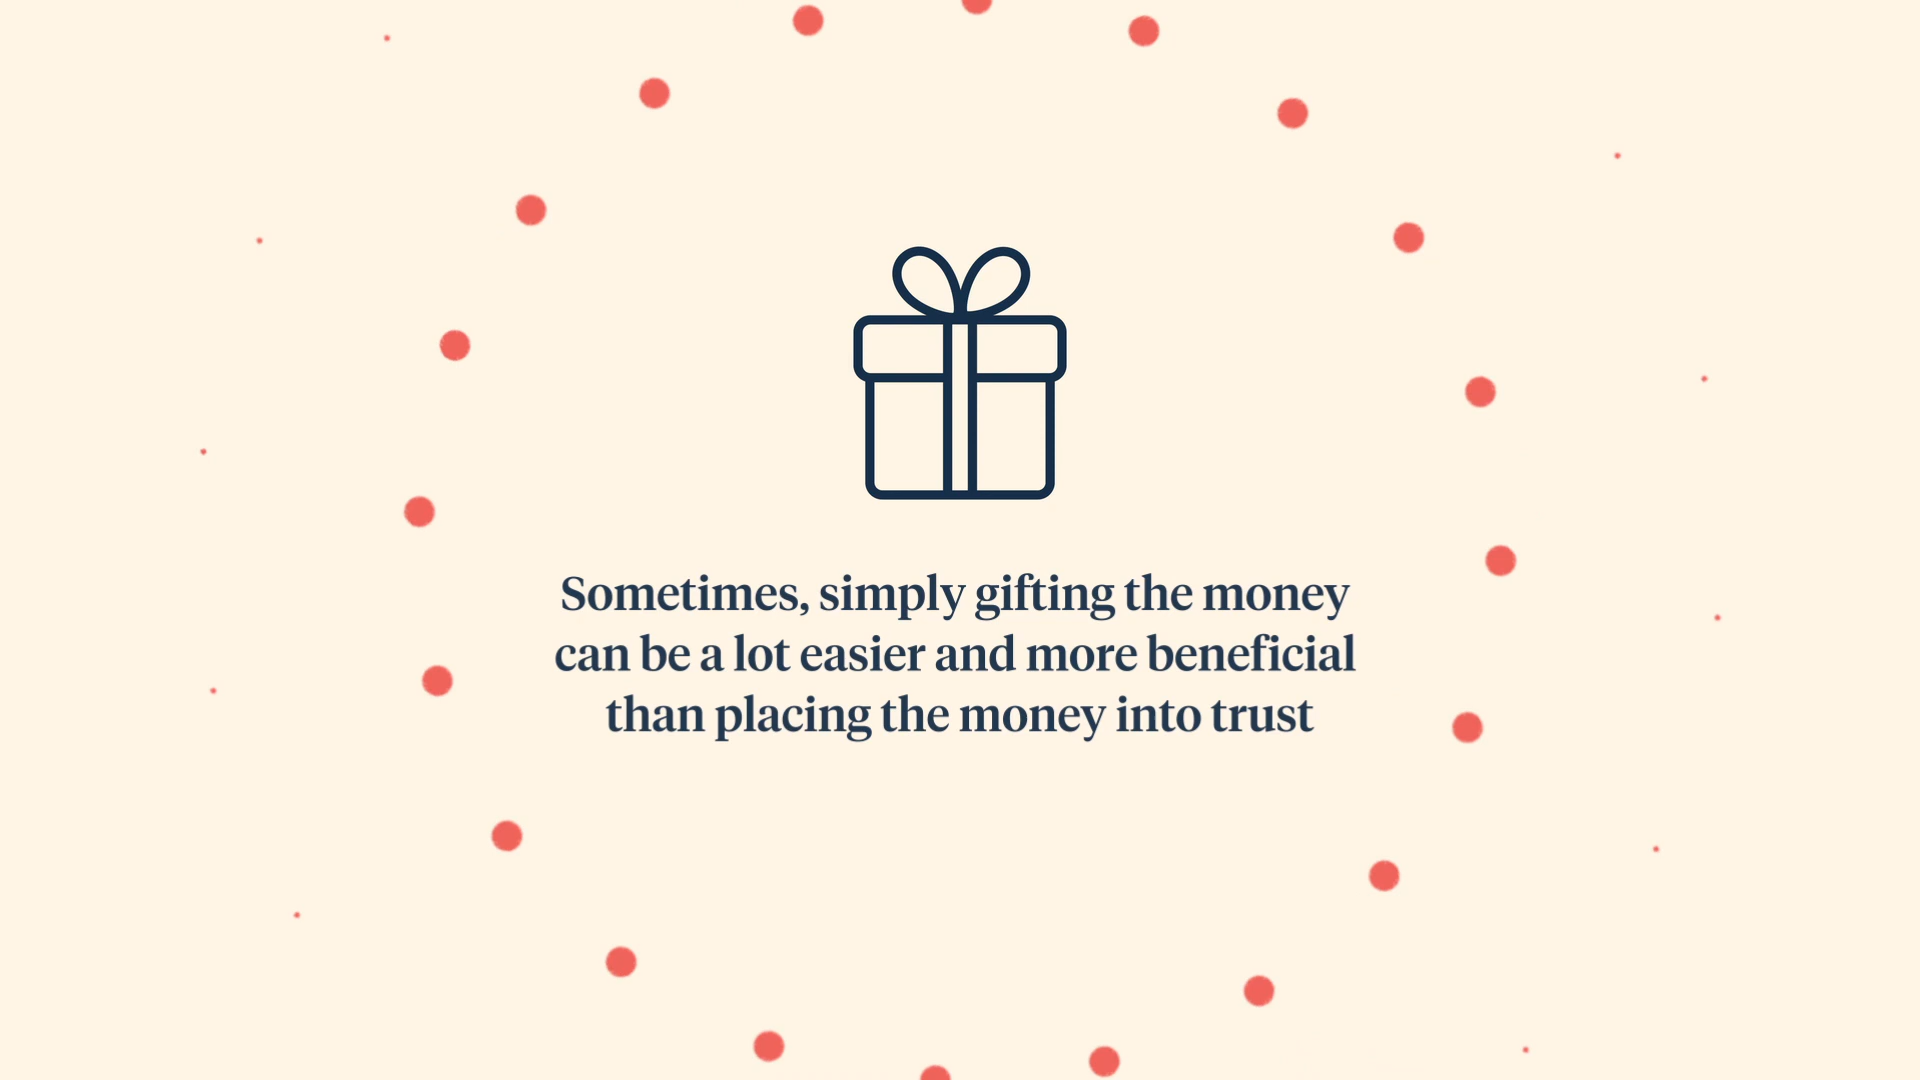 Sometimes, simply gifting the money
can be a lot easier and more beneficial
than placing the money into trust